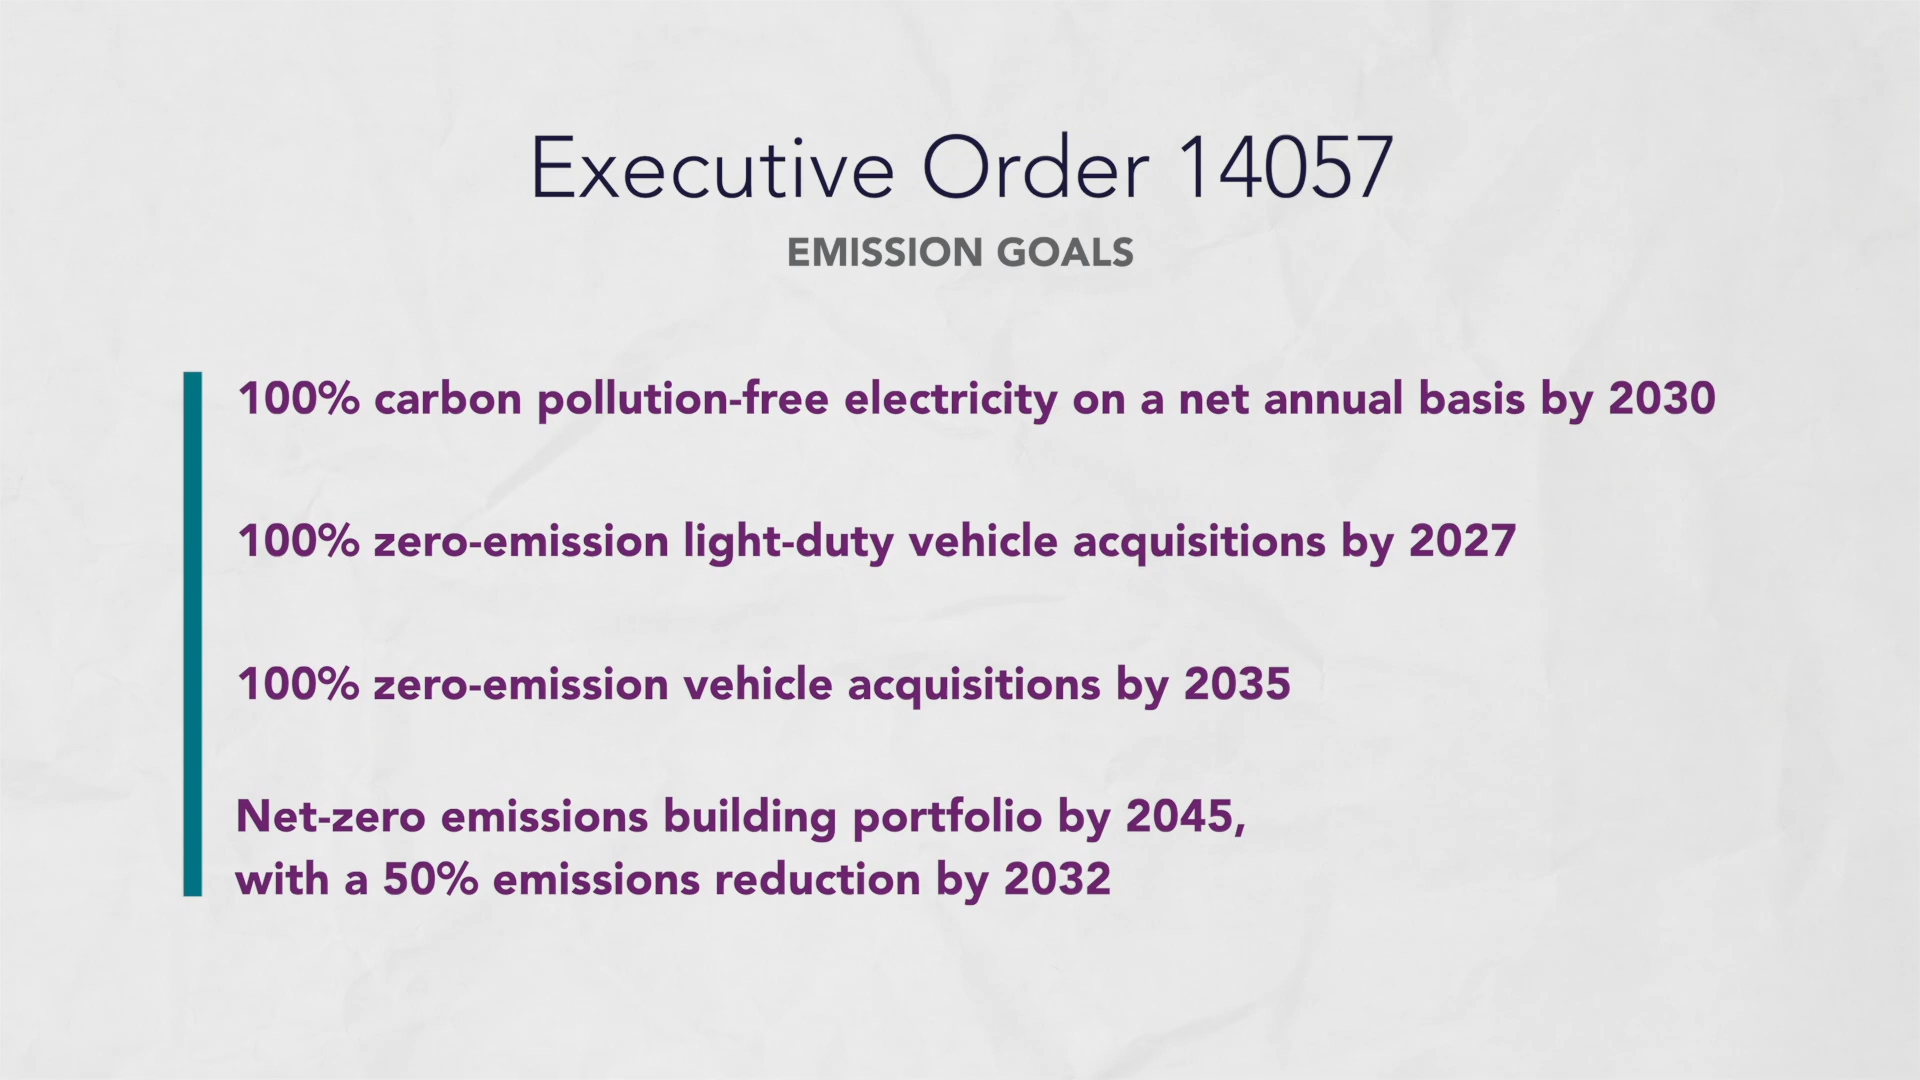 Executive Order 14057
EMISSION GOALS
100% carbon pollution-free electricity on a net annual basis by 2030
100% zero-emission light-duty vehicle acquisitions by 2027
100% zero-emission vehicle acquisitions by 2035
Net-zero emissions building portfolio by 2045,
with a 50% emissions reduction by 2032